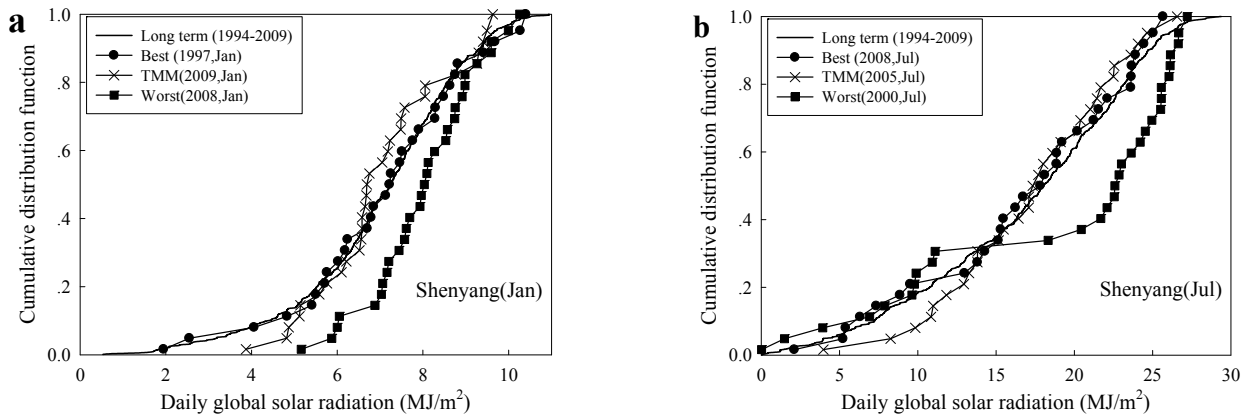 a
Cumulative distribution function
1.0
.8
.6
.4
.2
0.0
Long term (1994-2009)
Best (1997,Jan)
TMM (2009,Jan)
Worst(2008,Jan)
Shenyang(Jan)
0 2 4 6 8 10
Daily global solar radiation (MJ/m²)
b
Cumulative distribution function
1.0
.8
.6
.4
.2
0.0
Long term (1994-2009)
Best (2008,Jul)
TMM (2005,Jul)
Worst (2000,Jul)
Shenyang(Jul)
0 5 10 15 20 25 30
Daily global solar radiation (MJ/m²)